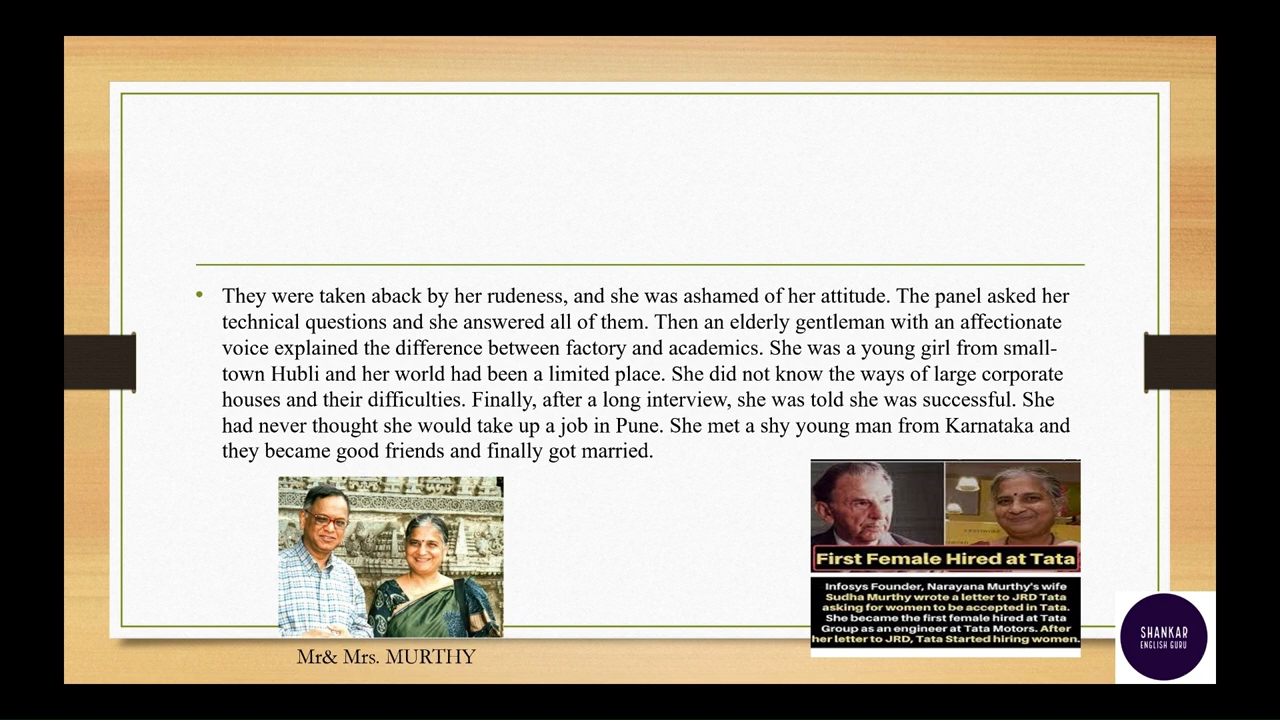 They were taken aback by her rudeness, and she was ashamed of her attitude. The panel asked her
technical questions and she answered all of them. Then an elderly gentleman with an affectionate
voice explained the difference between factory and academics. She was a young girl from small-
town Hubli and her world had been a limited place. She did not know the ways of large corporate
houses and their difficulties. Finally, after a long interview, she was told she was successful. She
had never thought she would take up a job in Pune. She met a shy young man from Karnataka and
they became good friends and finally got married.
Mr& Mrs. MURTHY
First Female Hired at Tata
Infosys Founder, Narayana Murthy's wife
Sudha Murthy wrote a letter to JRD Tata
asking for women to be accepted in Tata.
She became the first female hired at Tata
Group as an engineer at Tata Motors. After
her letter to JRD, Tata Started hiring women.
SHANKAR
ENGLISH GURU